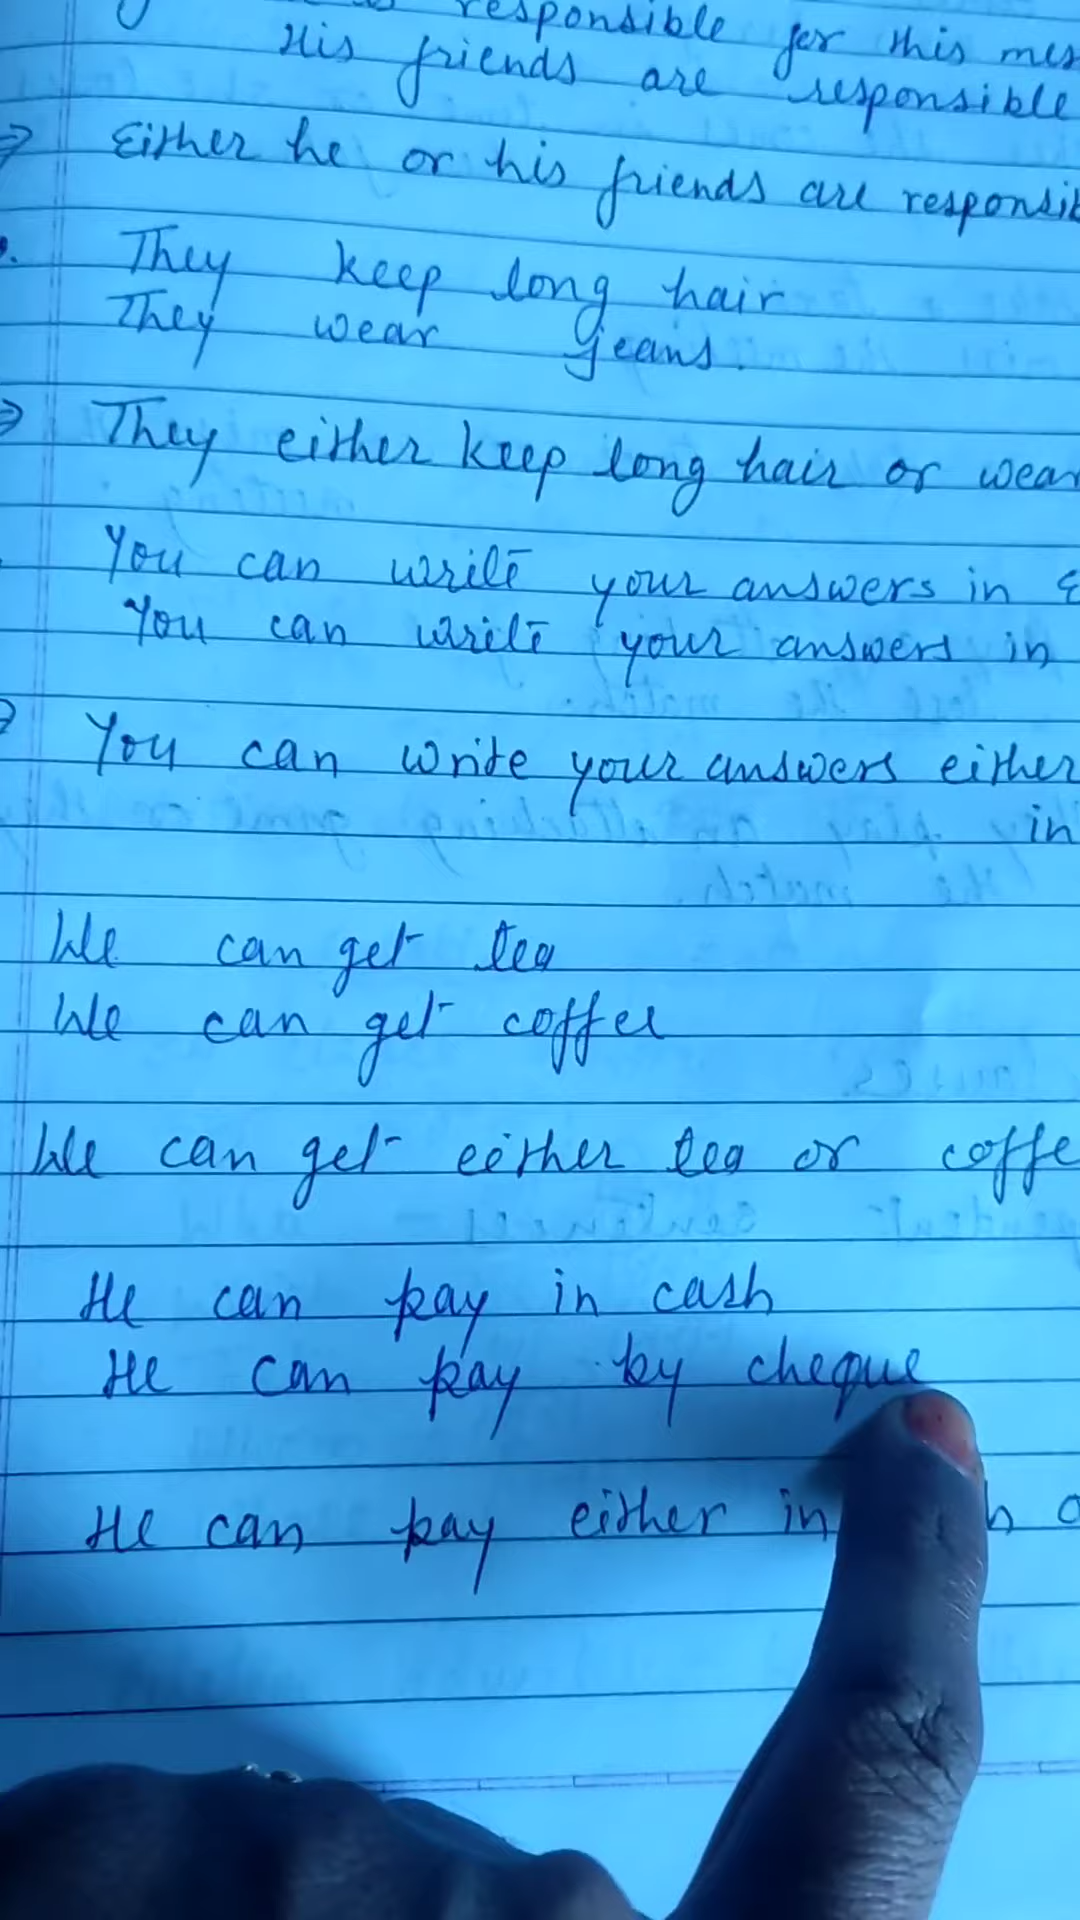 responsible for this mess
His friends are responsible
⇒ Either he or his friends are responsib
They keep long hair
They wear jeans.
⇒ They either keep long hair or wear
You can write your answers in E
You can write your answers in
⇒ You can write your answers either
in
We can get tea
We can get coffee
We can get either tea or coffe
He can pay in cash
He can pay by cheque
He can pay either in